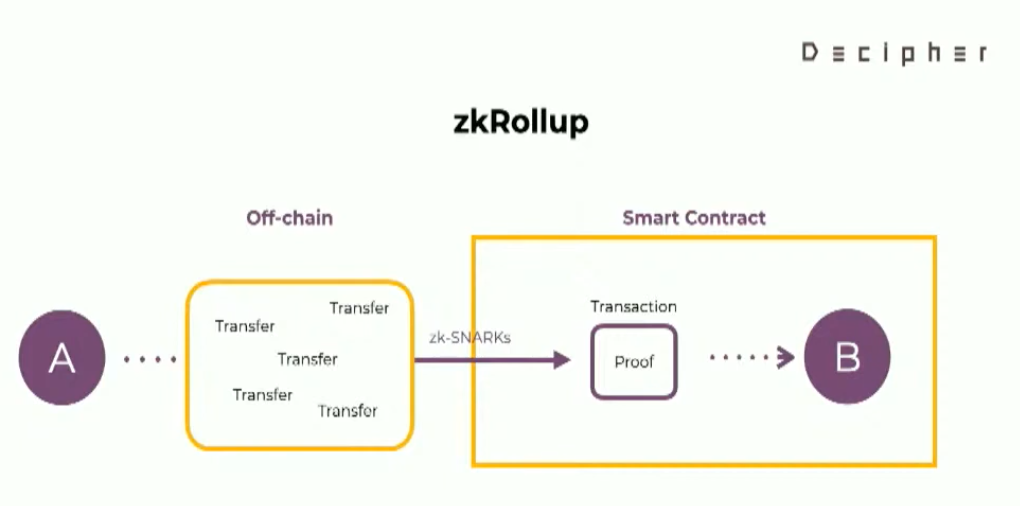 Decipher
zkRollup
Off-chain
Smart Contract
Transfer
Transfer
Transfer
Transfer
Transfer
A
zk-SNARKs
Transaction
Proof
B